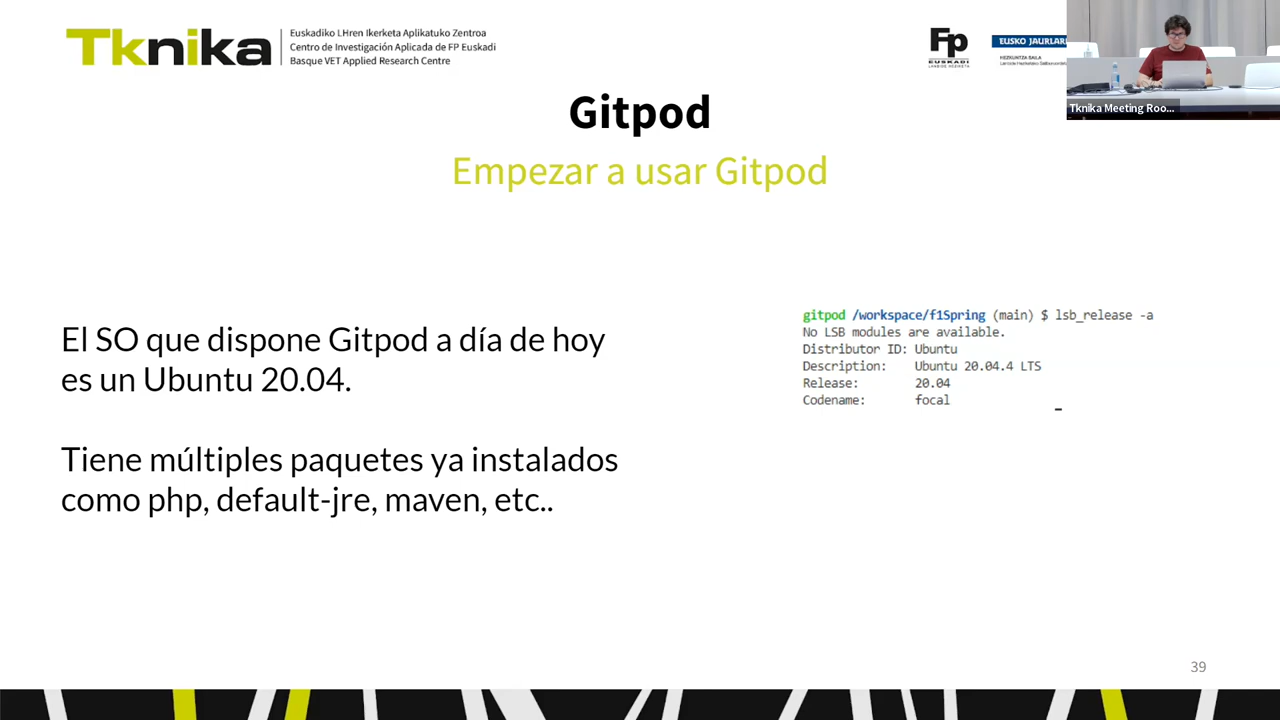 Tknika
Euskadiko LHren Ikerketa Aplikatuko Zentroa
Centro de Investigación Aplicada de FP Euskadi
Basque VET Applied Research Centre
Fp
EUSKADI
LANBIDE HEZIKETA
EUSKO JAURLAR
HEZKUNTZA SAILA
Tknika Meeting Roo...
Gitpod
Empezar a usar Gitpod
El SO que dispone Gitpod a día de hoy
es un Ubuntu 20.04.
Tiene múltiples paquetes ya instalados
como php, default-jre, maven, etc..
gitpod /workspace/f1Spring (main) $ lsb_release -a
No LSB modules are available.
Distributor ID: Ubuntu
Description: Ubuntu 20.04.4 LTS
Release: 20.04
Codename: focal
39